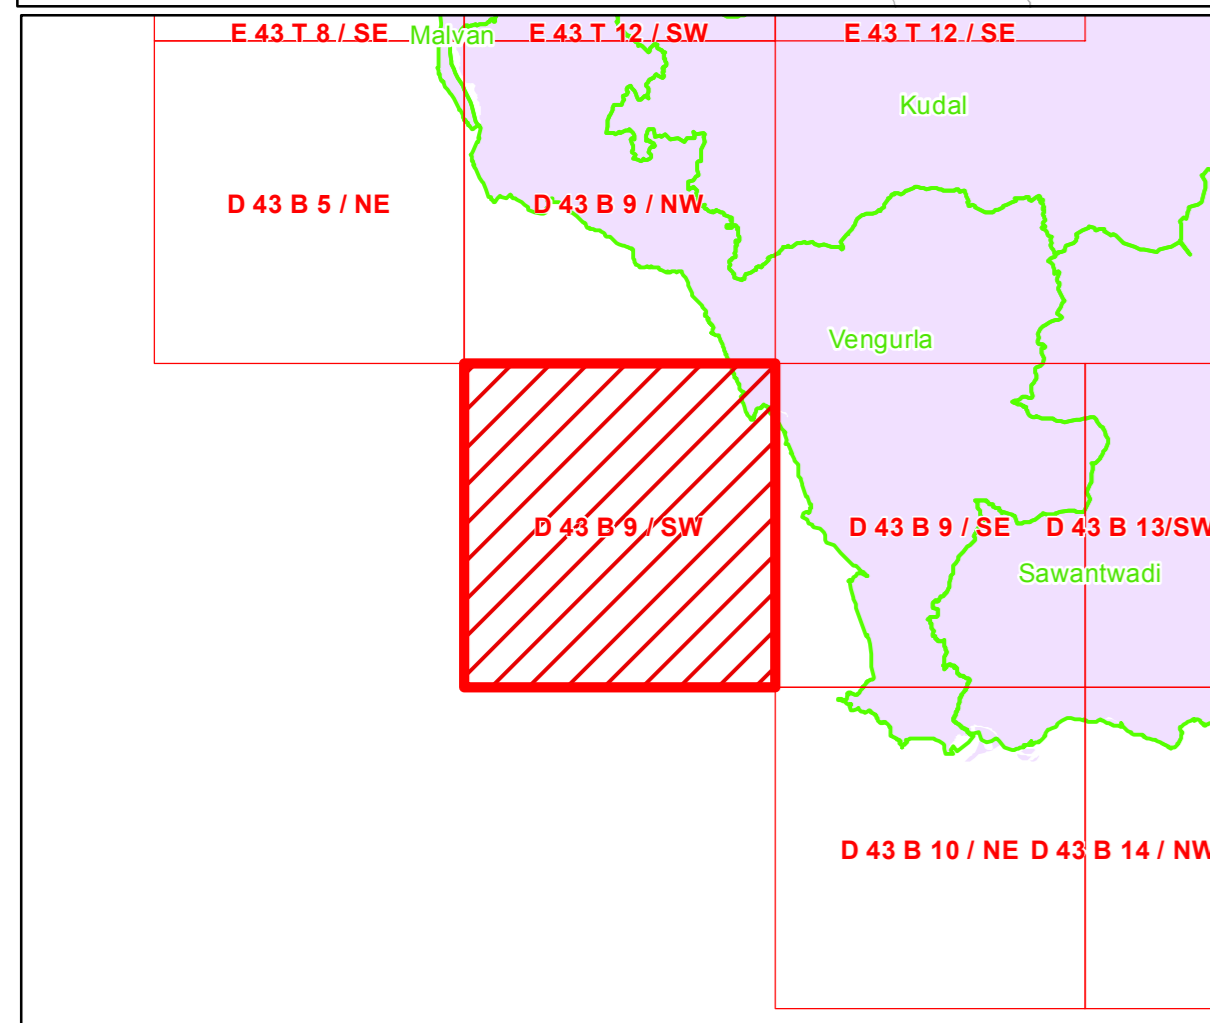 E 43 T 8 / SE
Malvan
E 43 T 12 / SW
E 43 T 12 / SE
Kudal
D 43 B 5 / NE
D 43 B 9 / NW
Vengurla
D 43 B 9 / SW
D 43 B 9 / SE
D 43 B 13/SW
Sawantwadi
D 43 B 10 / NE
D 43 B 14 / NW